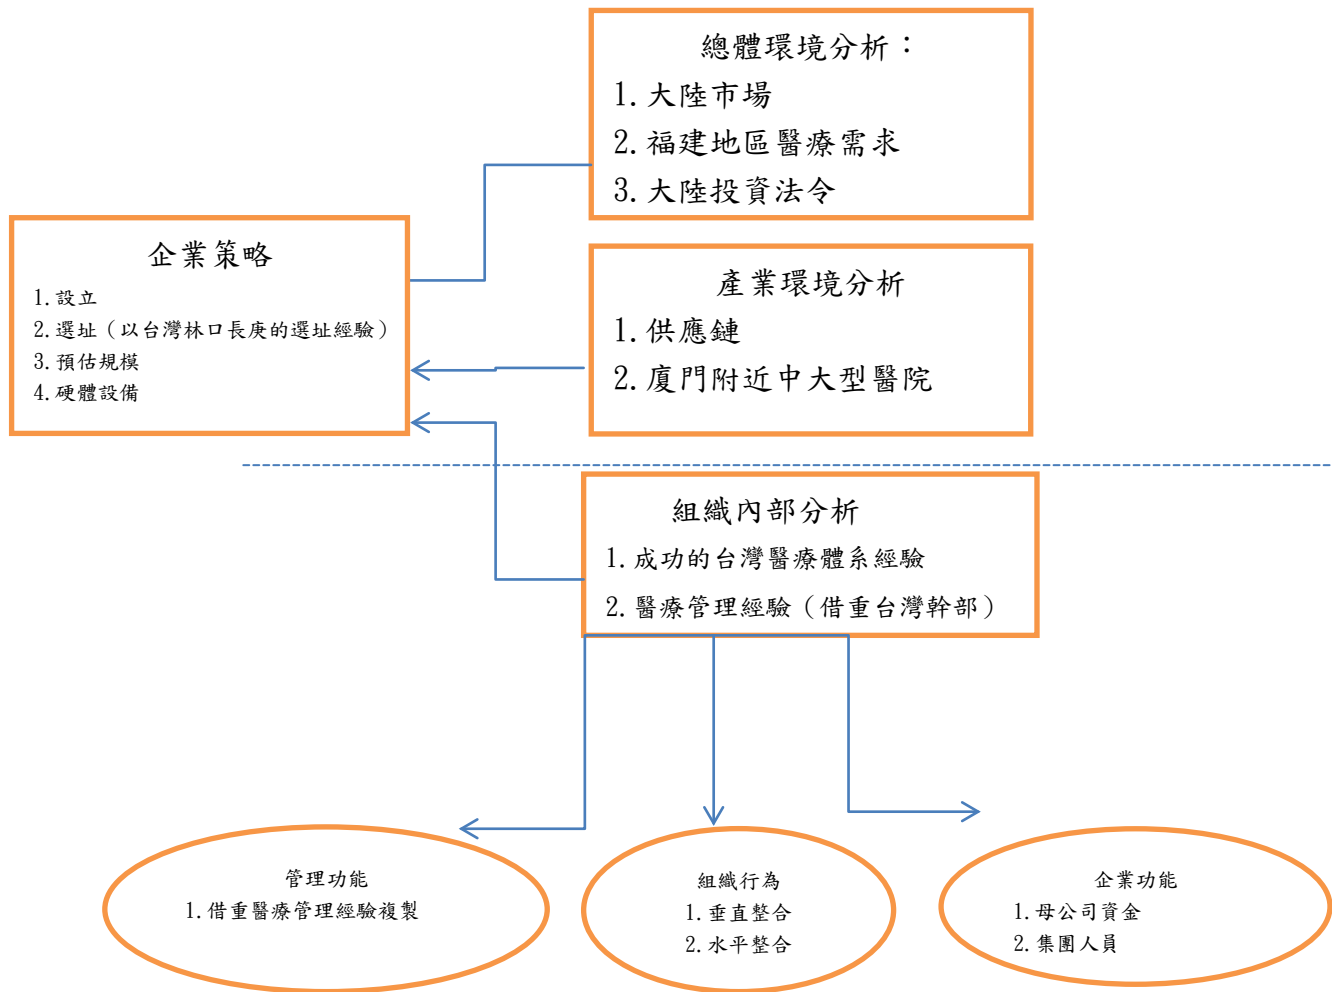 總體環境分析：
1.大陸市場
2.福建地區醫療需求
3.大陸投資法令
企業策略
1.設立
2.選址（以台灣林口長庚的選址經驗）
3.預估規模
4.硬體設備
產業環境分析
1.供應鏈
2.廈門附近中大型醫院
組織內部分析
1.成功的台灣醫療體系經驗
2.醫療管理經驗（借重台灣幹部）
管理功能
1.借重醫療管理經驗複製
組織行為
1.垂直整合
2.水平整合
企業功能
1.母公司資金
2.集團人員